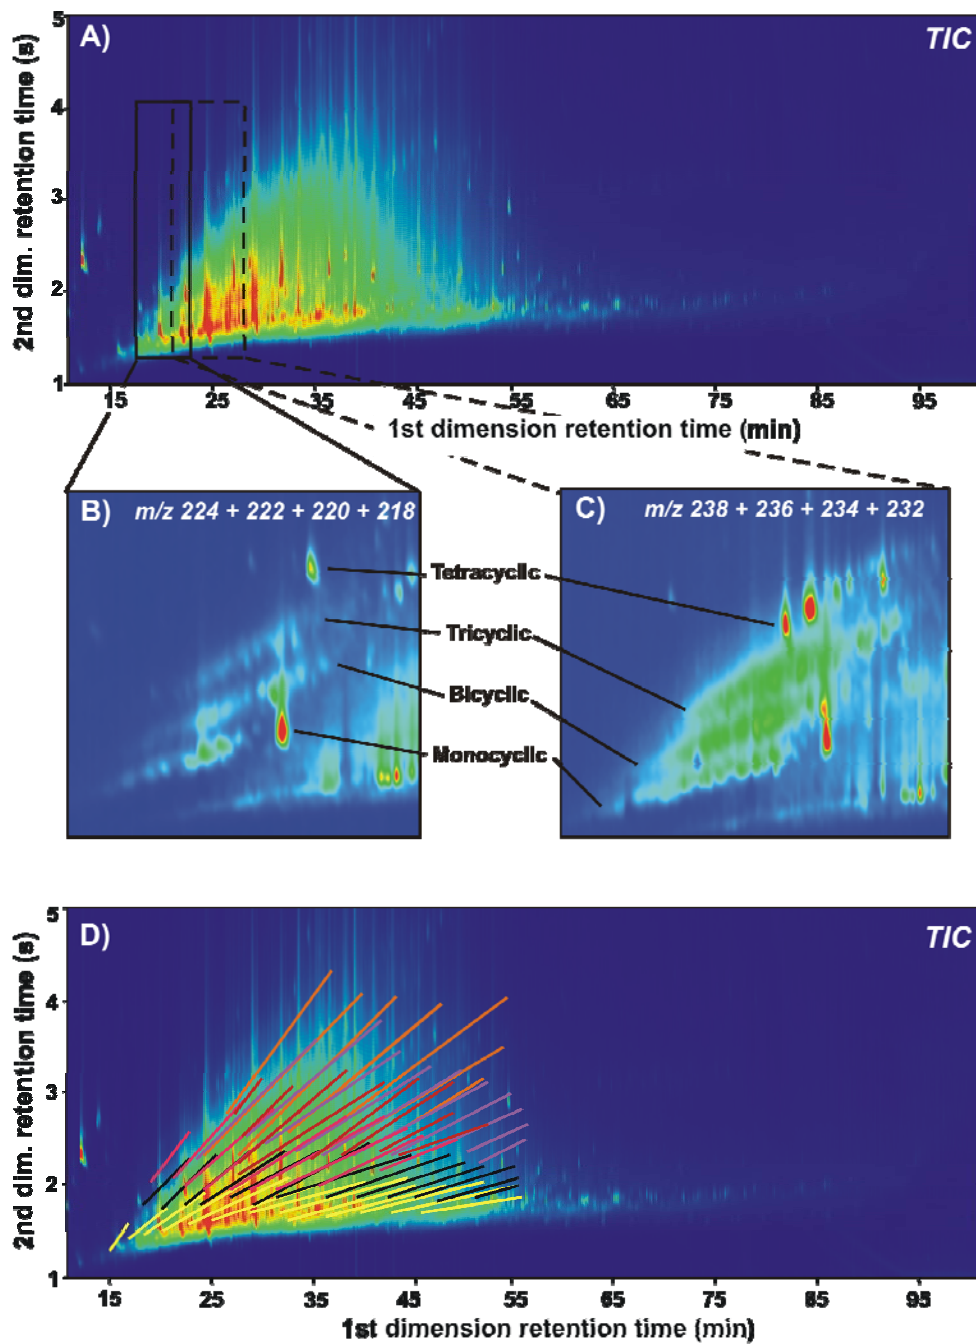 A)
TIC
2nd dim. retention time (s)
5
4
3
2
1
15 25 35 45 55 65 75 85 95
1st dimension retention time (min)
B)
m/z 224 + 222 + 220 + 218
C)
m/z 238 + 236 + 234 + 232
Tetracyclic
Tricyclic
Bicyclic
Monocyclic
D)
TIC
2nd dim. retention time (s)
5
4
3
2
1
15 25 35 45 55 65 75 85 95
1st dimension retention time (min)